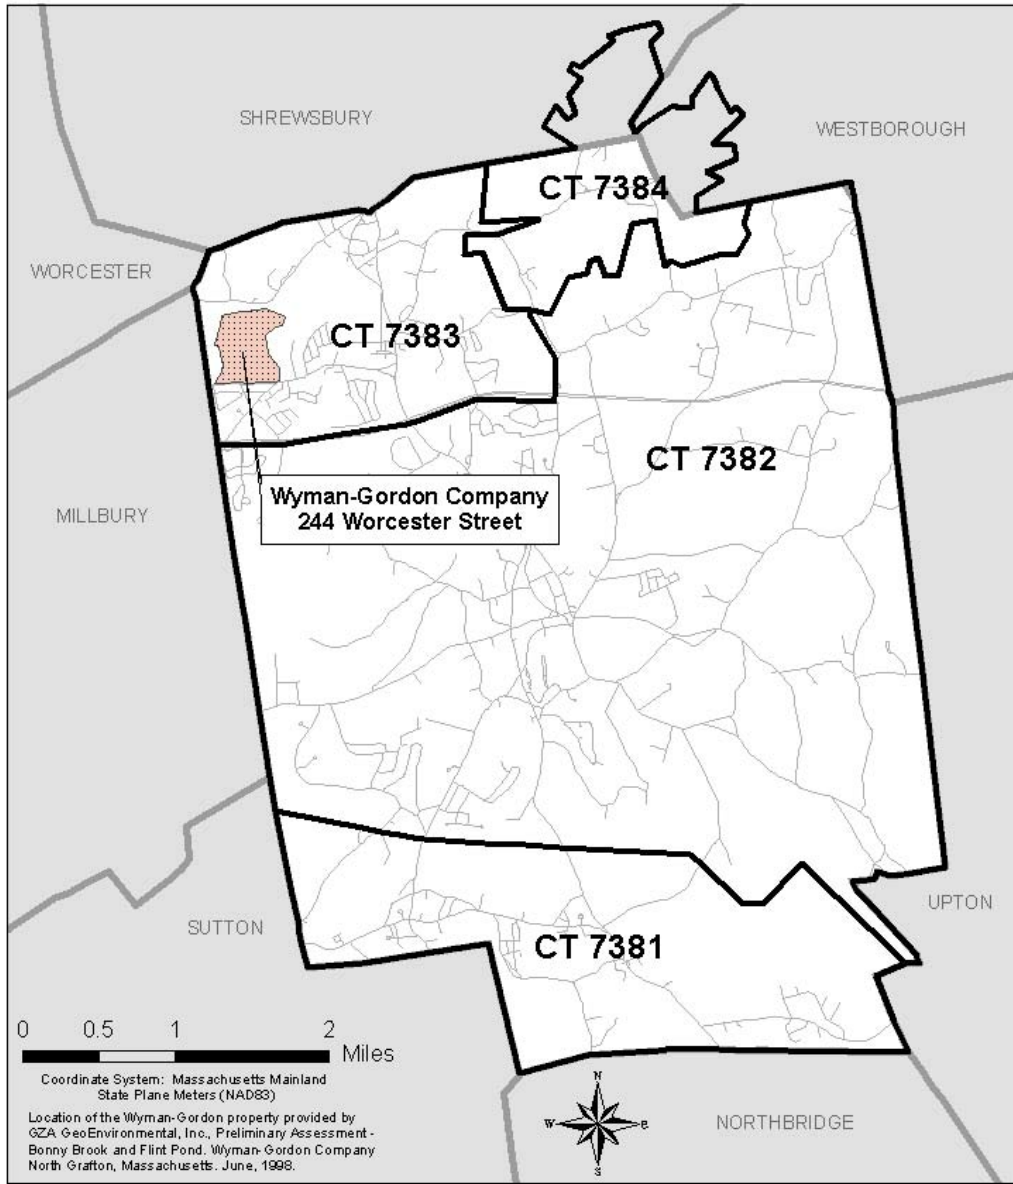 SHREWSBURY
WESTBOROUGH
CT 7384
WORCESTER
CT 7383
CT 7382
Wyman-Gordon Company
244 Worcester Street
MILLBURY
UPTON
SUTTON
CT 7381
0 0.5 1 2
Miles
Coordinate System: Massachusetts Mainland
State Plane Meters (NAD83)
Location of the Wyman-Gordon property provided by
GZA GeoEnvironmental, Inc., Preliminary Assessment -
Bonny Brook and Flint Pond. Wyman-Gordon Company
North Grafton, Massachusetts. June, 1998.
N
W E
S
NORTHBRIDGE